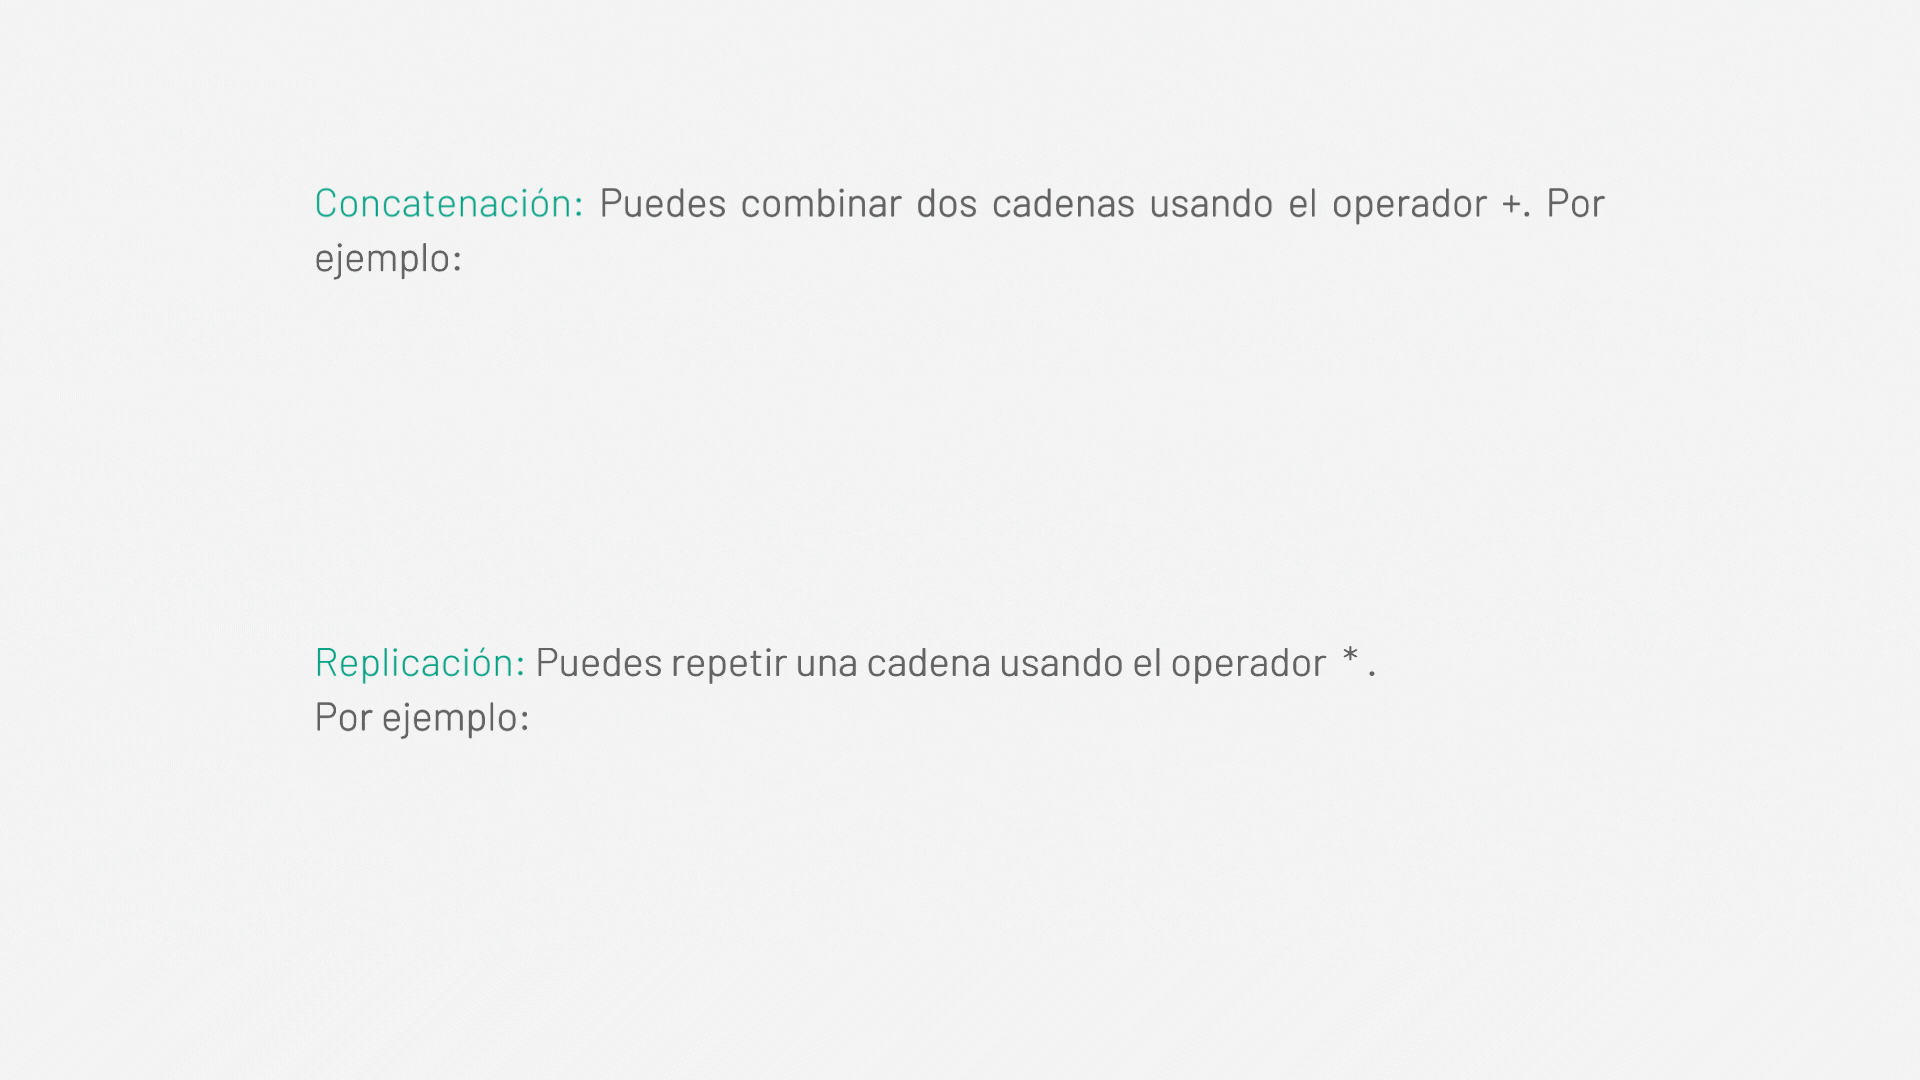 Concatenación: Puedes combinar dos cadenas usando el operador +. Por
ejemplo:
Replicación: Puedes repetir una cadena usando el operador * .
Por ejemplo: